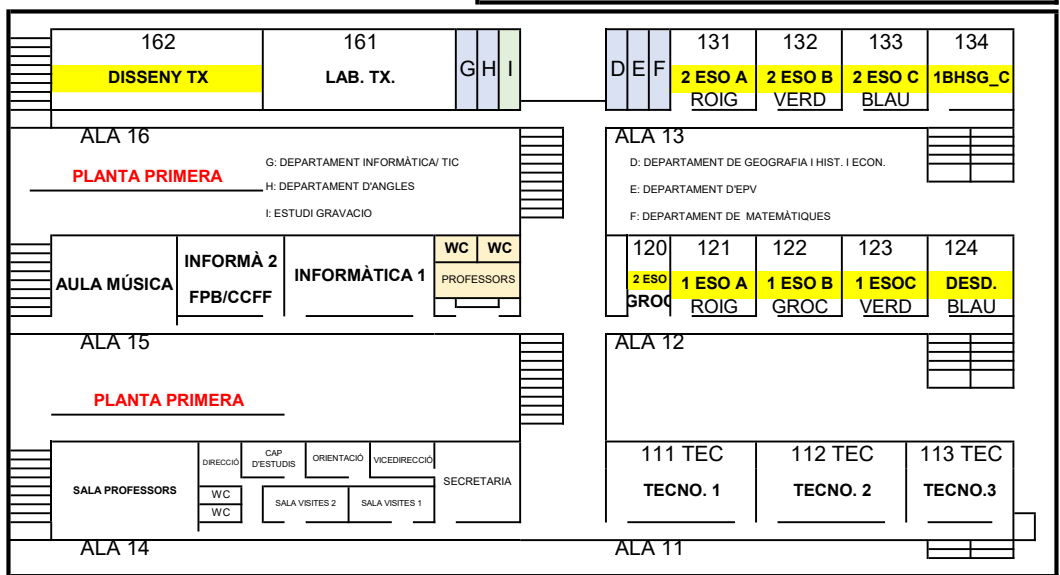 162 161 131 132 133 134
DISSENY TX LAB. TX. G H I D E F 2 ESO A 2 ESO B 2 ESO C 1BHSG_C
ROIG VERD BLAU
ALA 16 ALA 13
PLANTA PRIMERA
G: DEPARTAMENT INFORMÀTICA/ TIC
H: DEPARTAMENT D'ANGLES
I: ESTUDI GRAVACIO
D: DEPARTAMENT DE GEOGRAFIA I HIST. I ECON.
E: DEPARTAMENT D'EPV
F: DEPARTAMENT DE MATEMÀTIQUES
AULA MÚSICA
INFORMÀ 2
FPB/CCFF
INFORMÀTICA 1
WC WC
PROFESSORS
120 121 122 123 124
2 ESO 1 ESO A 1 ESO B 1 ESOC DESD.
GROC ROIG GROC VERD BLAU
ALA 15 ALA 12
PLANTA PRIMERA
SALA PROFESSORS
DIRECCIÓ
CAP
D'ESTUDIS
ORIENTACIÓ
VICEDIRECCIÓ
SECRETARIA
WC
WC
SALA VISITES 2 SALA VISITES 1
111 TEC 112 TEC 113 TEC
TECNO. 1 TECNO. 2 TECNO.3
ALA 14 ALA 11